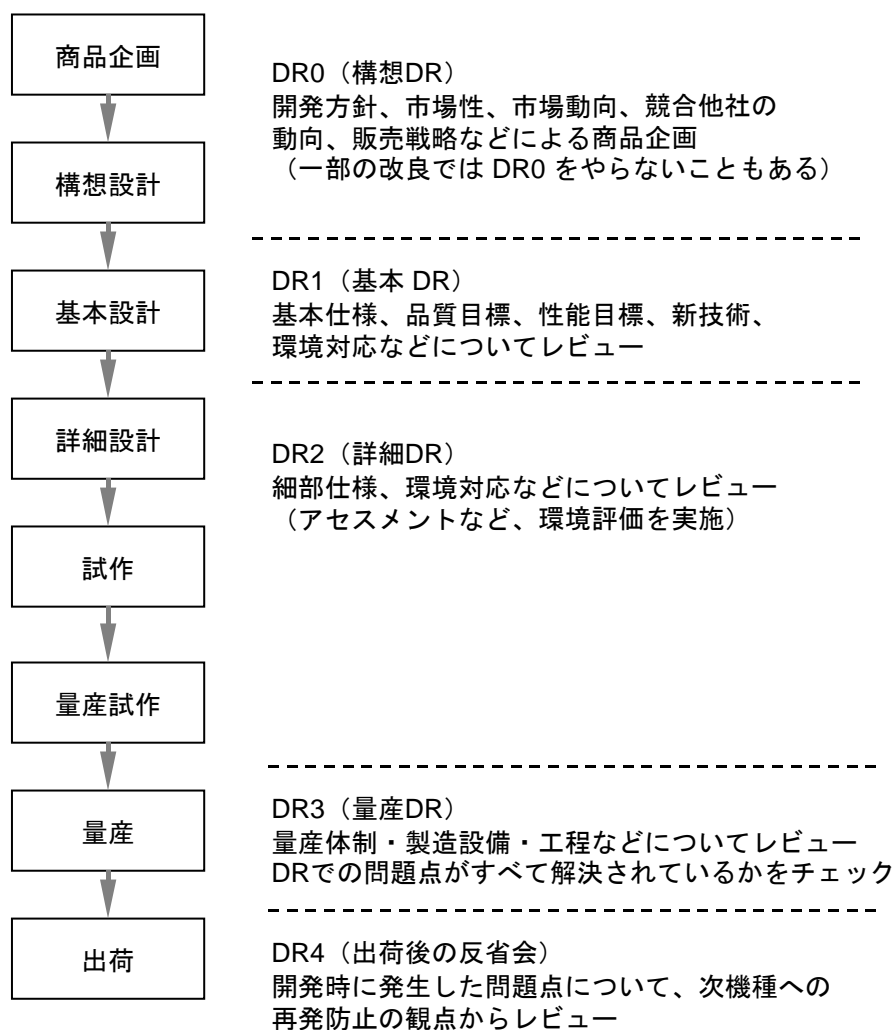 商品企画
DR0（構想DR）
開発方針、市場性、市場動向、競合他社の
動向、販売戦略などによる商品企画
（一部の改良では DR0 をやらないこともある）
構想設計
基本設計
DR1（基本 DR）
基本仕様、品質目標、性能目標、新技術、
環境対応などについてレビュー
詳細設計
DR2（詳細DR）
細部仕様、環境対応などについてレビュー
（アセスメントなど、環境評価を実施）
試作
量産試作
量産
DR3（量産DR）
量産体制・製造設備・工程などについてレビュー
DRでの問題点がすべて解決されているかをチェック
出荷
DR4（出荷後の反省会）
開発時に発生した問題点について、次機種への
再発防止の観点からレビュー